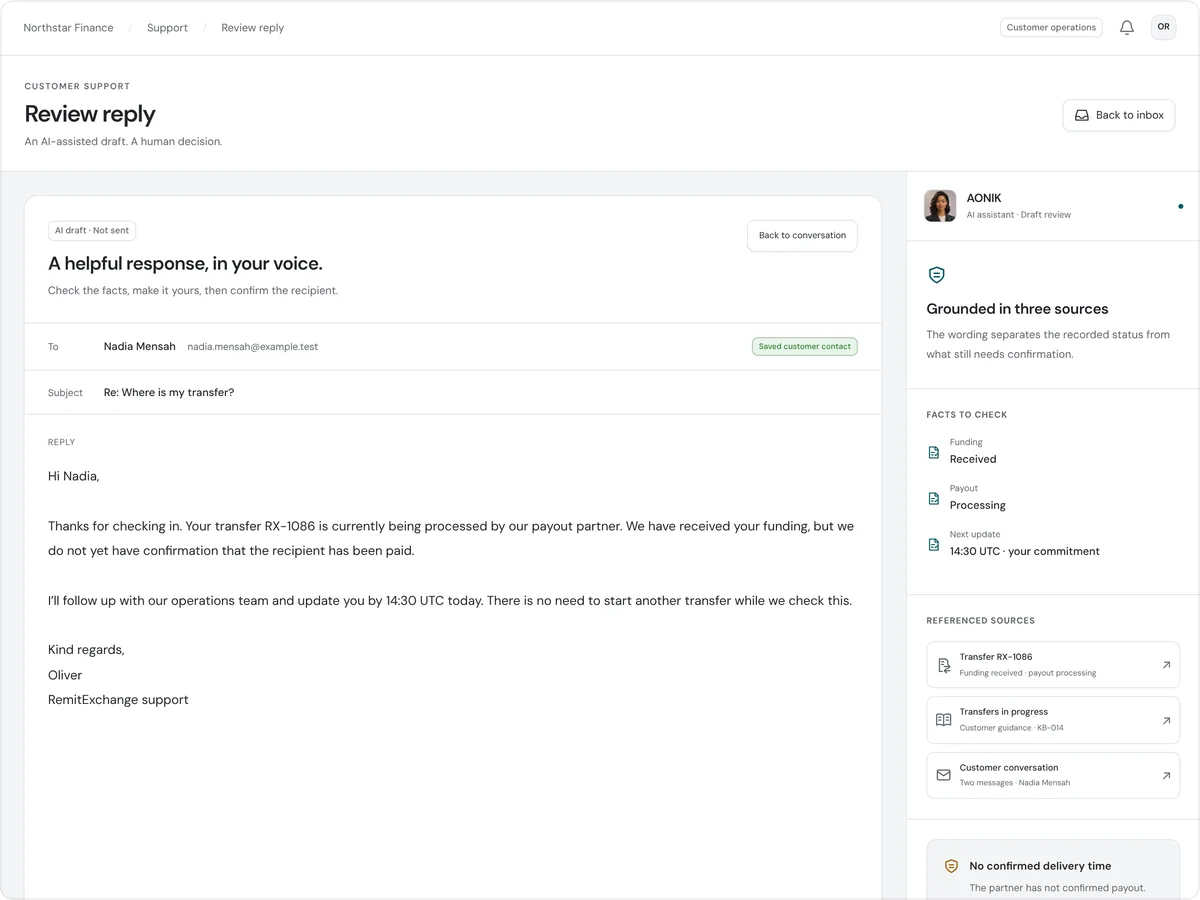 Northstar Finance / Support / Review reply
Customer operations
OR
CUSTOMER SUPPORT
Review reply
An AI-assisted draft. A human decision.
Back to inbox
AI draft · Not sent
A helpful response, in your voice.
Check the facts, make it yours, then confirm the recipient.
Back to conversation
To Nadia Mensah nadia.mensah@example.test
Saved customer contact
Subject Re: Where is my transfer?
REPLY
Hi Nadia,
Thanks for checking in. Your transfer RX-1086 is currently being processed by our payout partner. We have received your funding, but we
do not yet have confirmation that the recipient has been paid.
I'll follow up with our operations team and update you by 14:30 UTC today. There is no need to start another transfer while we check this.
Kind regards,
Oliver
RemitExchange support
AONIK
AI assistant · Draft review
Grounded in three sources
The wording separates the recorded status from
what still needs confirmation.
FACTS TO CHECK
Funding
Received
Payout
Processing
Next update
14:30 UTC · your commitment
REFERENCED SOURCES
Transfer RX-1086
Funding received · payout processing
Transfers in progress
Customer guidance · KB-014
Customer conversation
Two messages · Nadia Mensah
No confirmed delivery time
The partner has not confirmed payout.